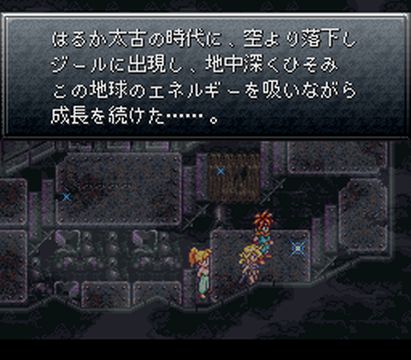 はるか太古の時代に、空より落下し
ジールに出現し、地中深くひそみ
この地球のエネルギーを吸いながら
成長を続けた……。